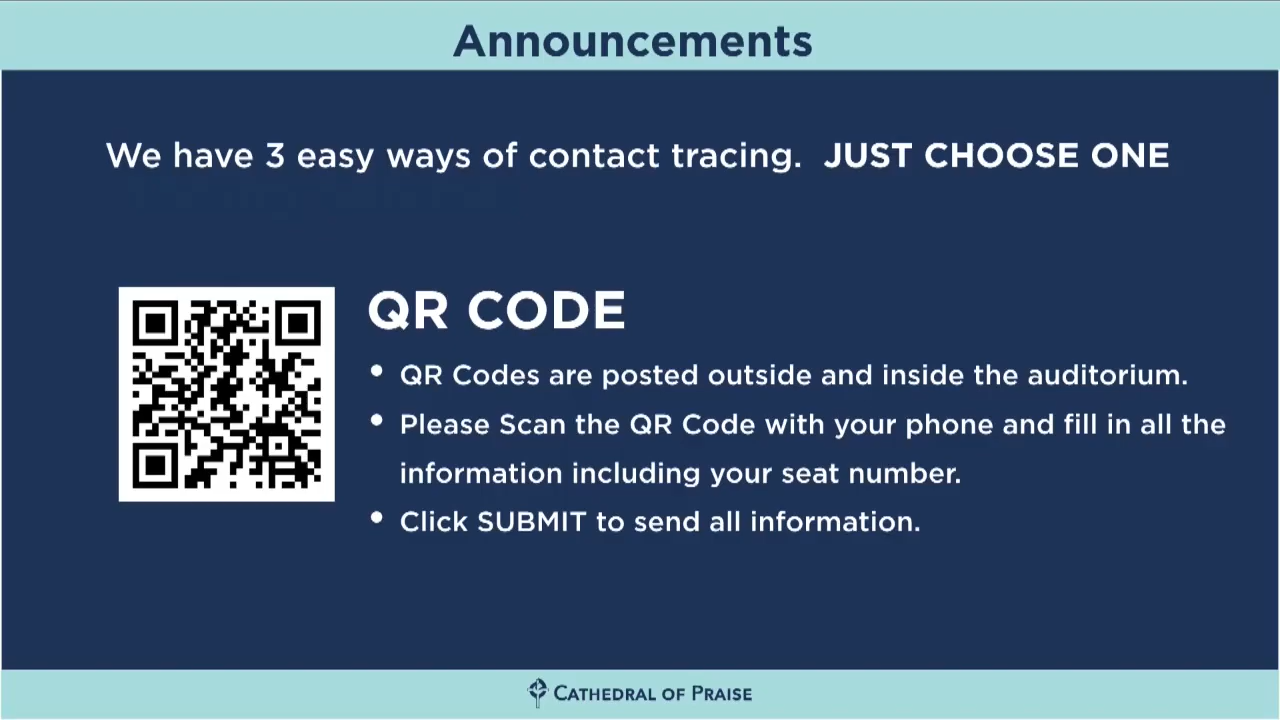 Announcements
We have 3 easy ways of contact tracing. JUST CHOOSE ONE
QR CODE
• QR Codes are posted outside and inside the auditorium.
• Please Scan the QR Code with your phone and fill in all the
information including your seat number.
• Click SUBMIT to send all information.
CATHEDRAL OF PRAISE